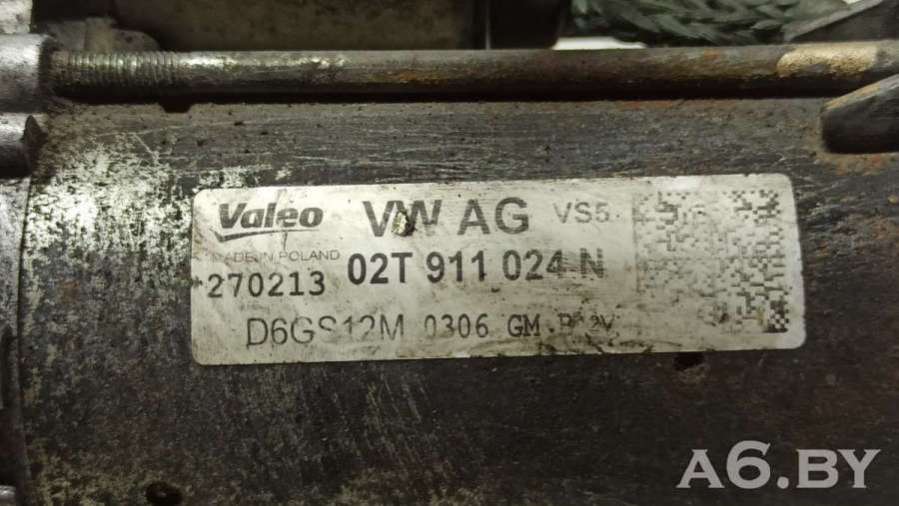 Valeo VW AG VS5
MADE IN POLAND
*270213 02T 911 024 N
D6GS12M 0306 GM
A6.BY